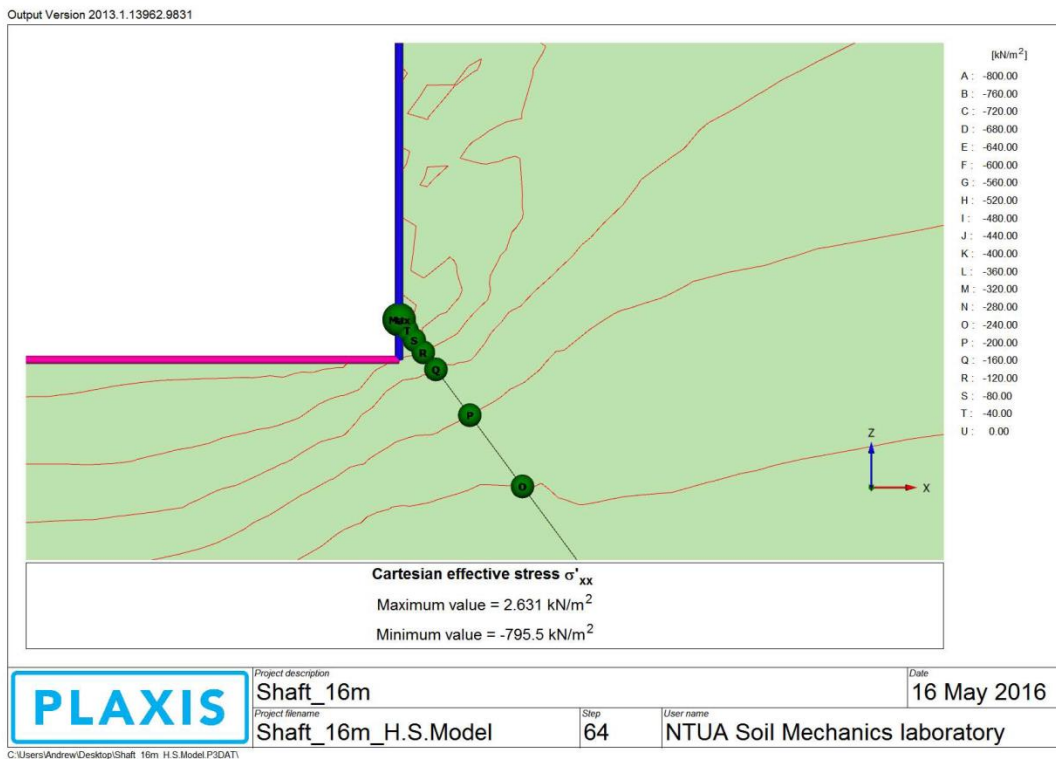 Output Version 2013.1.13962.9831
[kN/m²]
A : -800.00
B : -760.00
C : -720.00
D : -680.00
E : -640.00
F : -600.00
G : -560.00
H : -520.00
I : -480.00
J : -440.00
K : -400.00
L : -360.00
M : -320.00
N : -280.00
O : -240.00
P : -200.00
Q : -160.00
R : -120.00
S : -80.00
T : -40.00
U : 0.00
T
S
R
Q
P
O
Z
X
Cartesian effective stress σ'xx
Maximum value = 2.631 kN/m²
Minimum value = -795.5 kN/m²
PLAXIS
Project description
Shaft_16m
Date
16 May 2016
Project filename
Shaft_16m_H.S.Model
Step
64
User name
NTUA Soil Mechanics laboratory
C:\Users\Andrew\Desktop\Shaft_16m_H.S.Model.P3DAT\